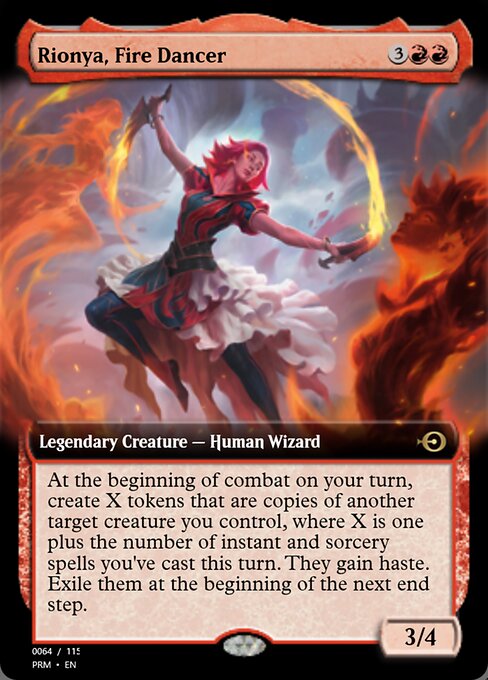 Rionya, Fire Dancer 3
Legendary Creature — Human Wizard
At the beginning of combat on your turn,
create X tokens that are copies of another
target creature you control, where X is one
plus the number of instant and sorcery
spells you've cast this turn. They gain haste.
Exile them at the beginning of the next end
step.
3/4
0064 / 115
PRM • EN